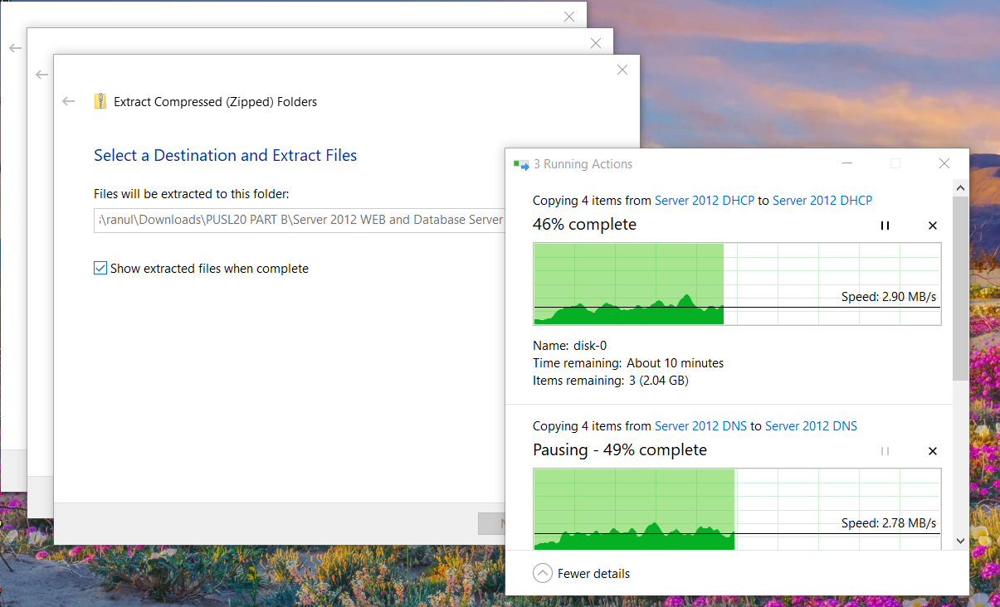 Extract Compressed (Zipped) Folders
Select a Destination and Extract Files
Files will be extracted to this folder:
:\ranul\Downloads\PUSL20 PART B\Server 2012 WEB and Database Server
Show extracted files when complete
3 Running Actions
Copying 4 items from Server 2012 DHCP to Server 2012 DHCP
46% complete
Speed: 2.90 MB/s
Name: disk-0
Time remaining: About 10 minutes
Items remaining: 3 (2.04 GB)
Copying 4 items from Server 2012 DNS to Server 2012 DNS
Pausing - 49% complete
Speed: 2.78 MB/s
Fewer details